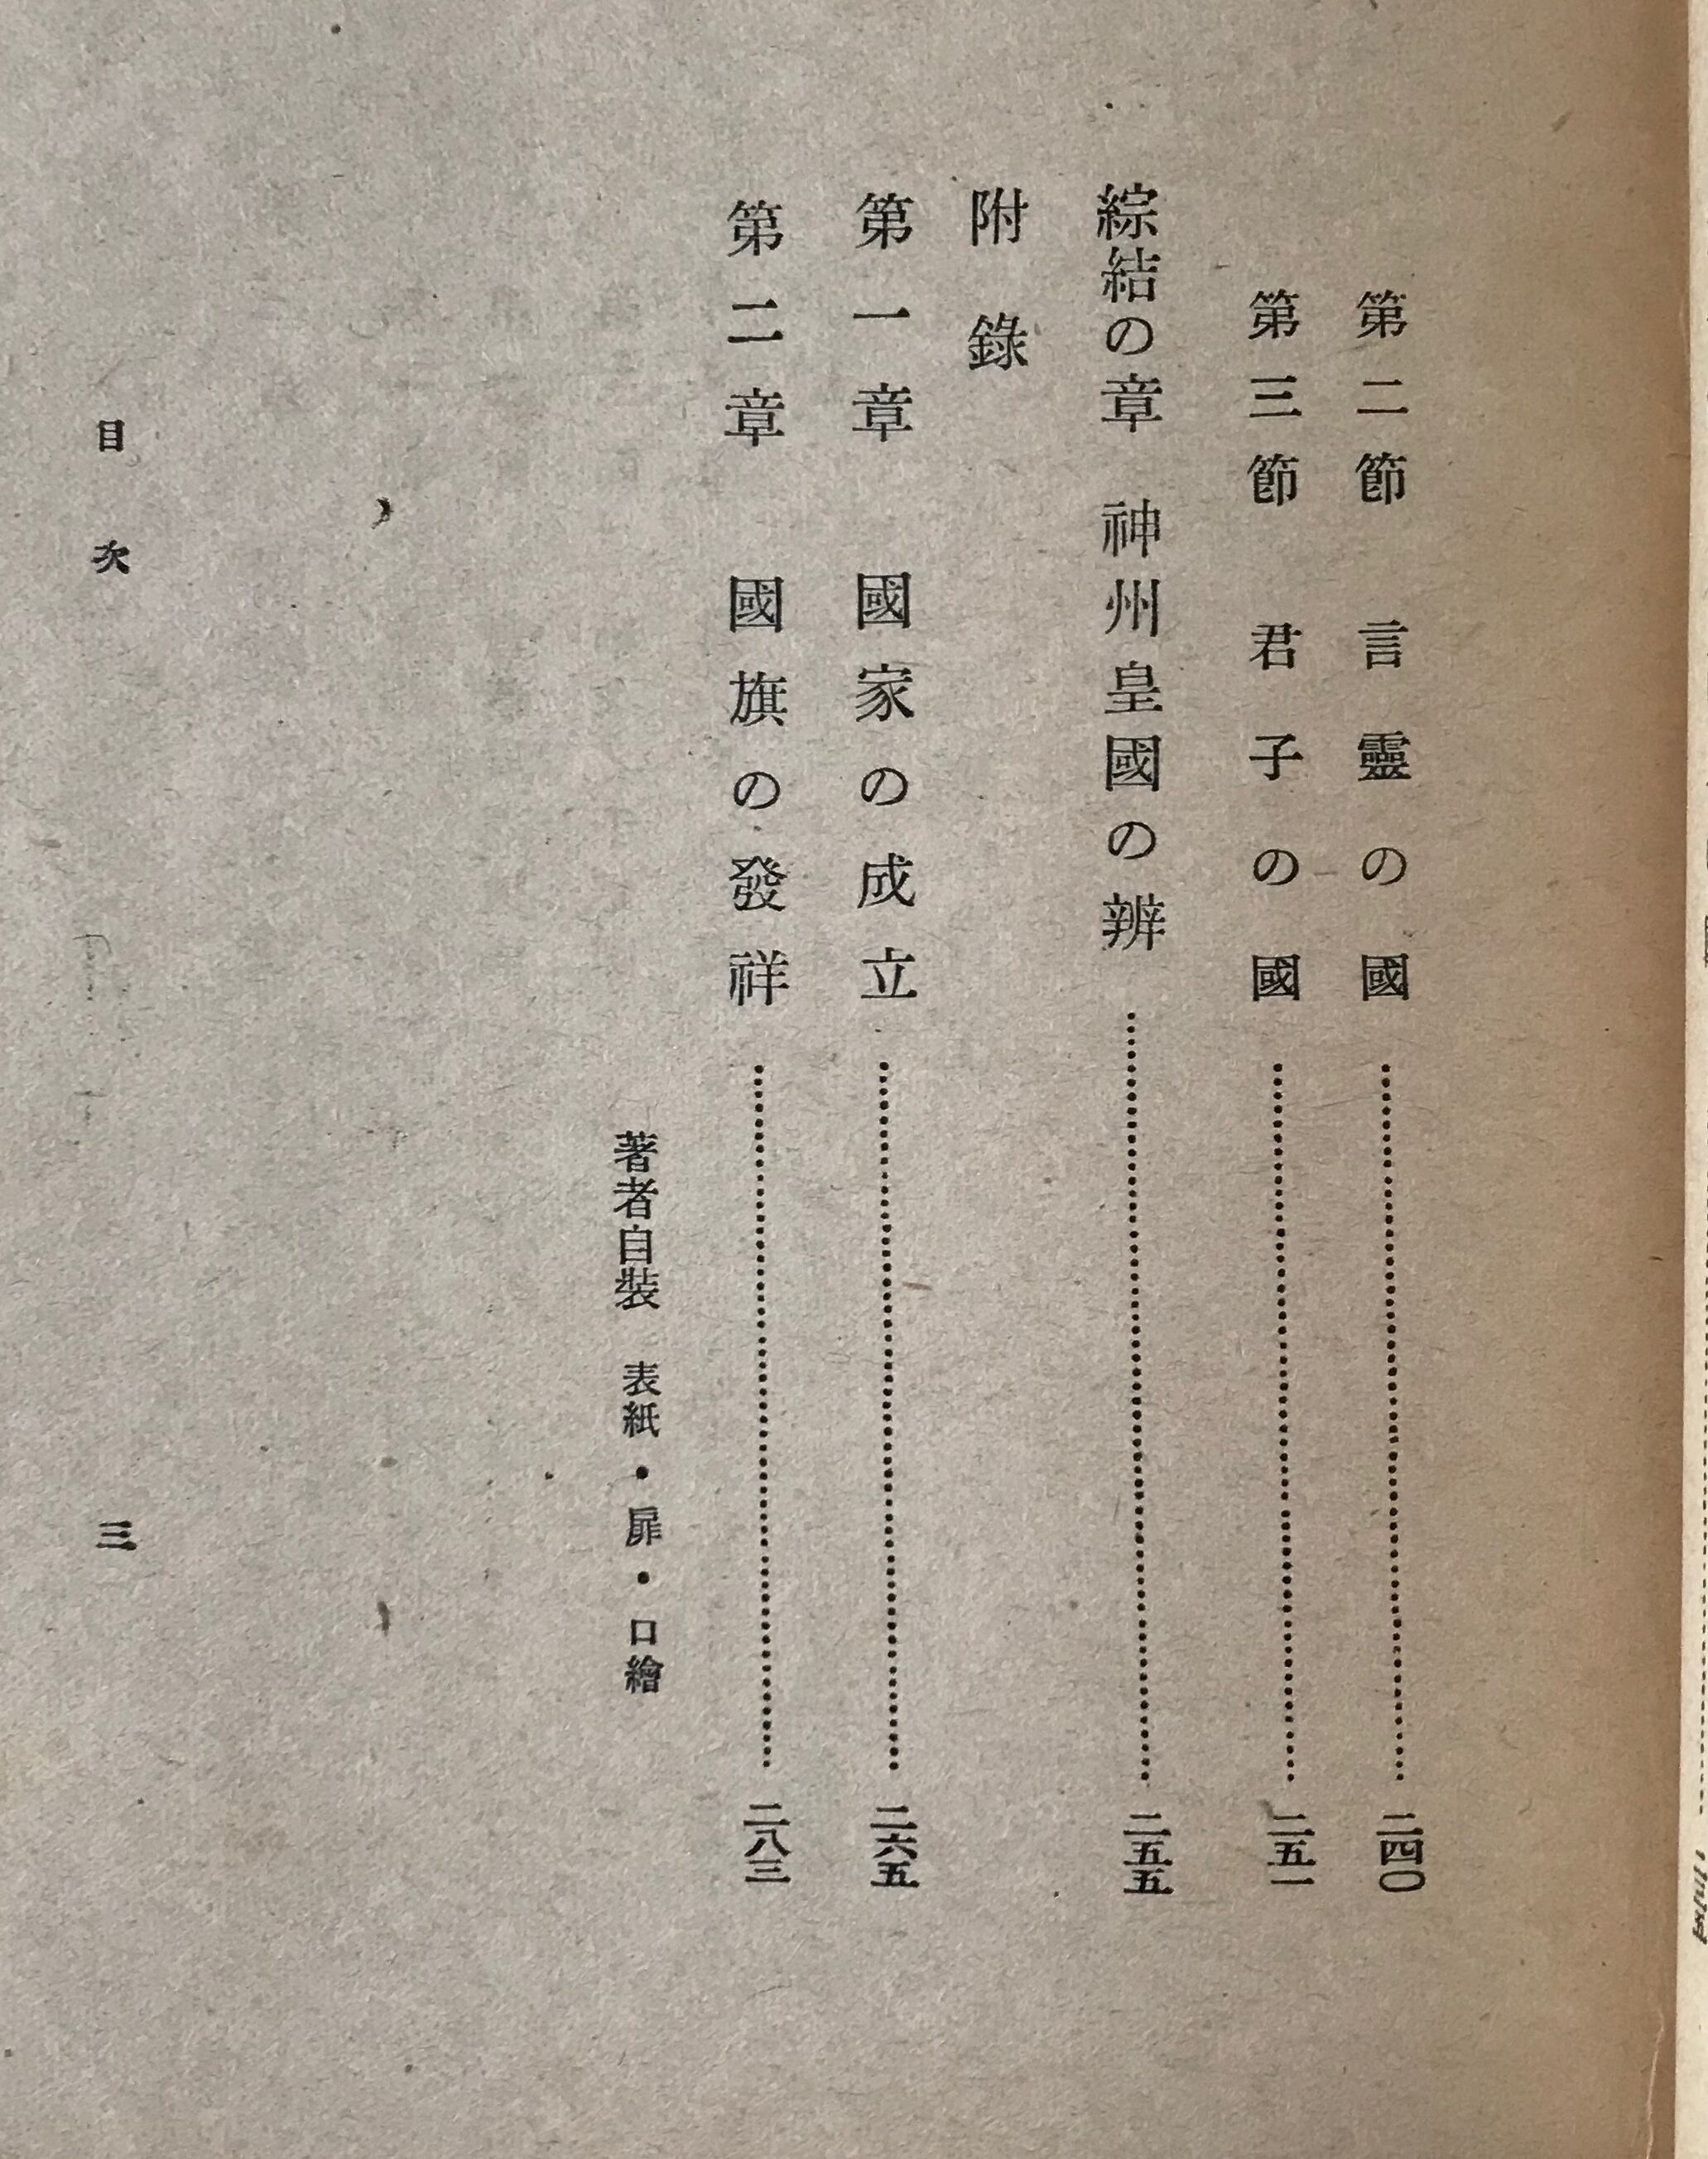 第二節 言靈の國 二四〇
第三節 君子の國 二五一
綜結の章 神州皇國の辨 二五五
附錄
第一章 國家の成立 二六五
第二章 國旗の發祥 二八三
著者自裝 表紙・扉・口繪
目次 三